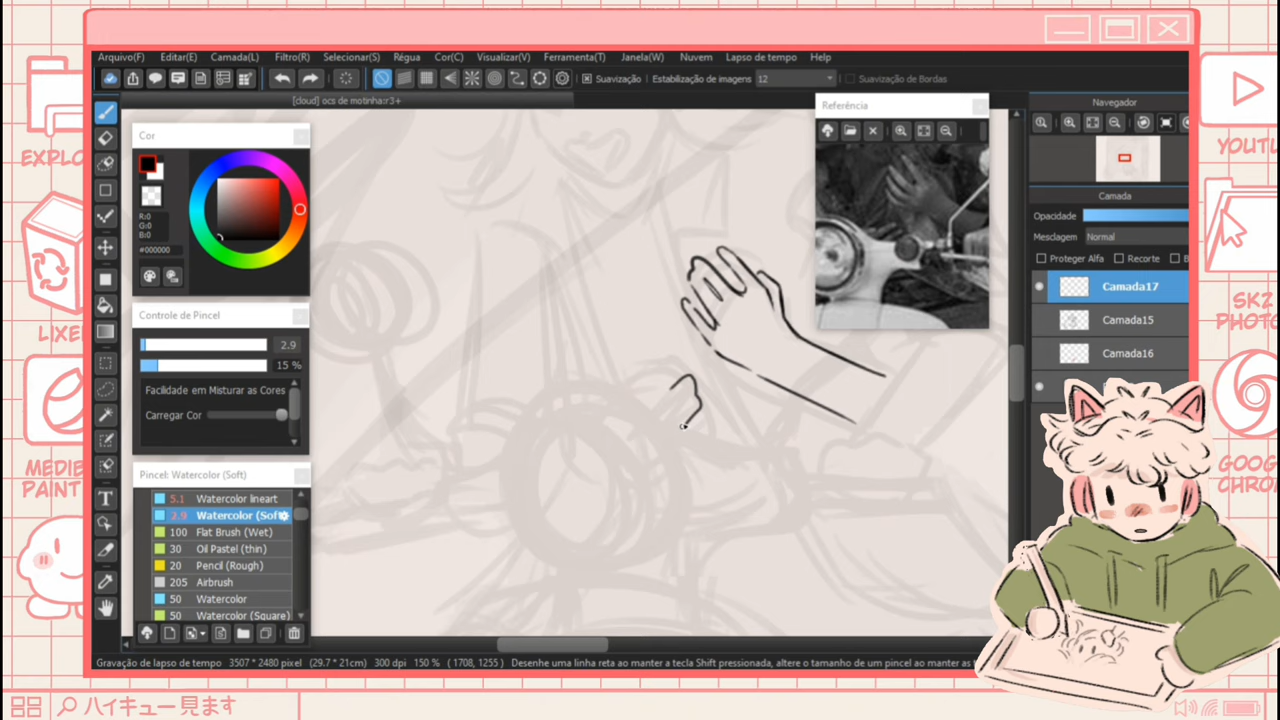 Arquivo(F) Editar(E) Camada(L) Filtro(R) Selecionar(S) Régua Cor(C) Visualizar(V) Ferramenta(T) Janela(W) Nuvem Lapso de tempo Help
Suavização Estabilização de imagens 12 Suavização de Bordas
[cloud] ocs de motinha:r3+
Cor
R:0
G:0
B:0
#000000
Controle de Pincel
2.9
15 %
Facilidade em Misturar as Cores
Carregar Cor
Pincel: Watercolor (Soft)
5.1 Watercolor lineart
2.9 Watercolor (Soft
100 Flat Brush (Wet)
30 Oil Pastel (thin)
20 Pencil (Rough)
205 Airbrush
50 Watercolor
50 Watercolor (Square)
Referência
Navegador
Camada
Opacidade
Mesclagem Normal
Proteger Alfa Recorte B
Camada17
Camada15
Camada16
Gravação de lapso de tempo 3507 * 2480 pixel (29.7 * 21cm) 300 dpi 150 % ( 1708, 1255 ) Desenhe uma linha reta ao manter a tecla Shift pressionada, altere o tamanho de um pincel ao manter as
EXPLO
LIXEI
MEDIE
PAINT
YOUTU
SK2
PHOTO
GOOG
CHRO
ハイキュー見ます